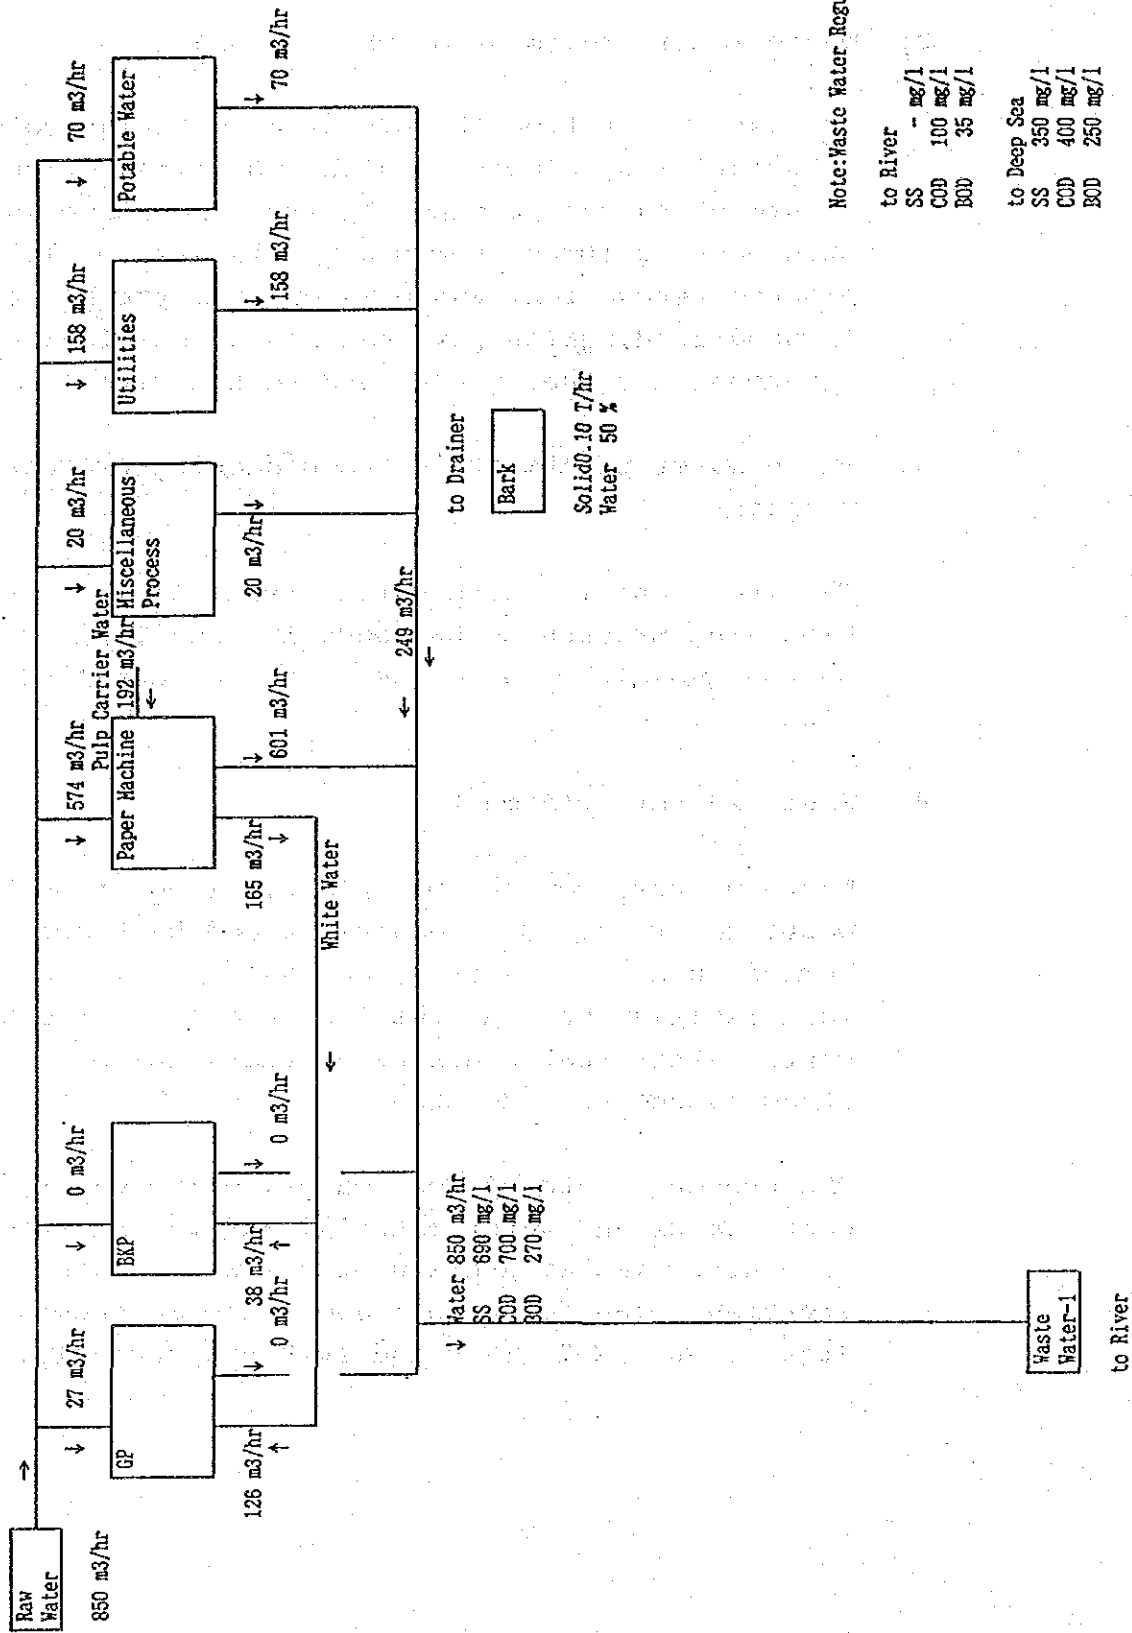 Raw
Water
850 m3/hr
27 m3/hr
0 m3/hr
574 m3/hr
Pulp Carrier Water
192 m3/hr
20 m3/hr
158 m3/hr
70 m3/hr
GP
BKP
Paper Machine
Miscellaneous
Process
Utilities
Potable Water
126 m3/hr
0 m3/hr
38 m3/hr
0 m3/hr
165 m3/hr
601 m3/hr
20 m3/hr
158 m3/hr
70 m3/hr
White Water
249 m3/hr
Water 850 m3/hr
SS 690 mg/l
COD 700 mg/l
BOD 270 mg/l
to Drainer
Bark
Solid0.10 T/hr
Water 50 %
Waste
Water-1
to River
Note:Waste Water Regu
to River
SS - mg/l
COD 100 mg/l
BOD 35 mg/l
to Deep Sea
SS 350 mg/l
COD 400 mg/l
BOD 250 mg/l